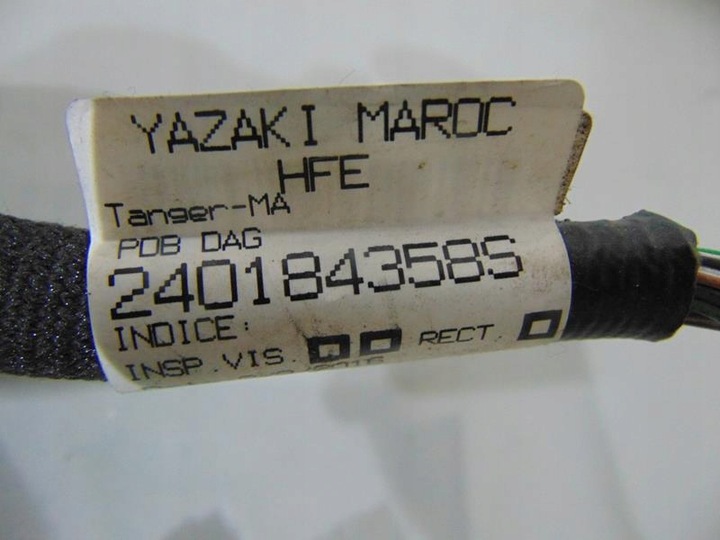 YAZAKI MAROC
HFE
Tanger-MA
PDB DAG
240184358S
INDICE:
INSP.VIS. RECT.